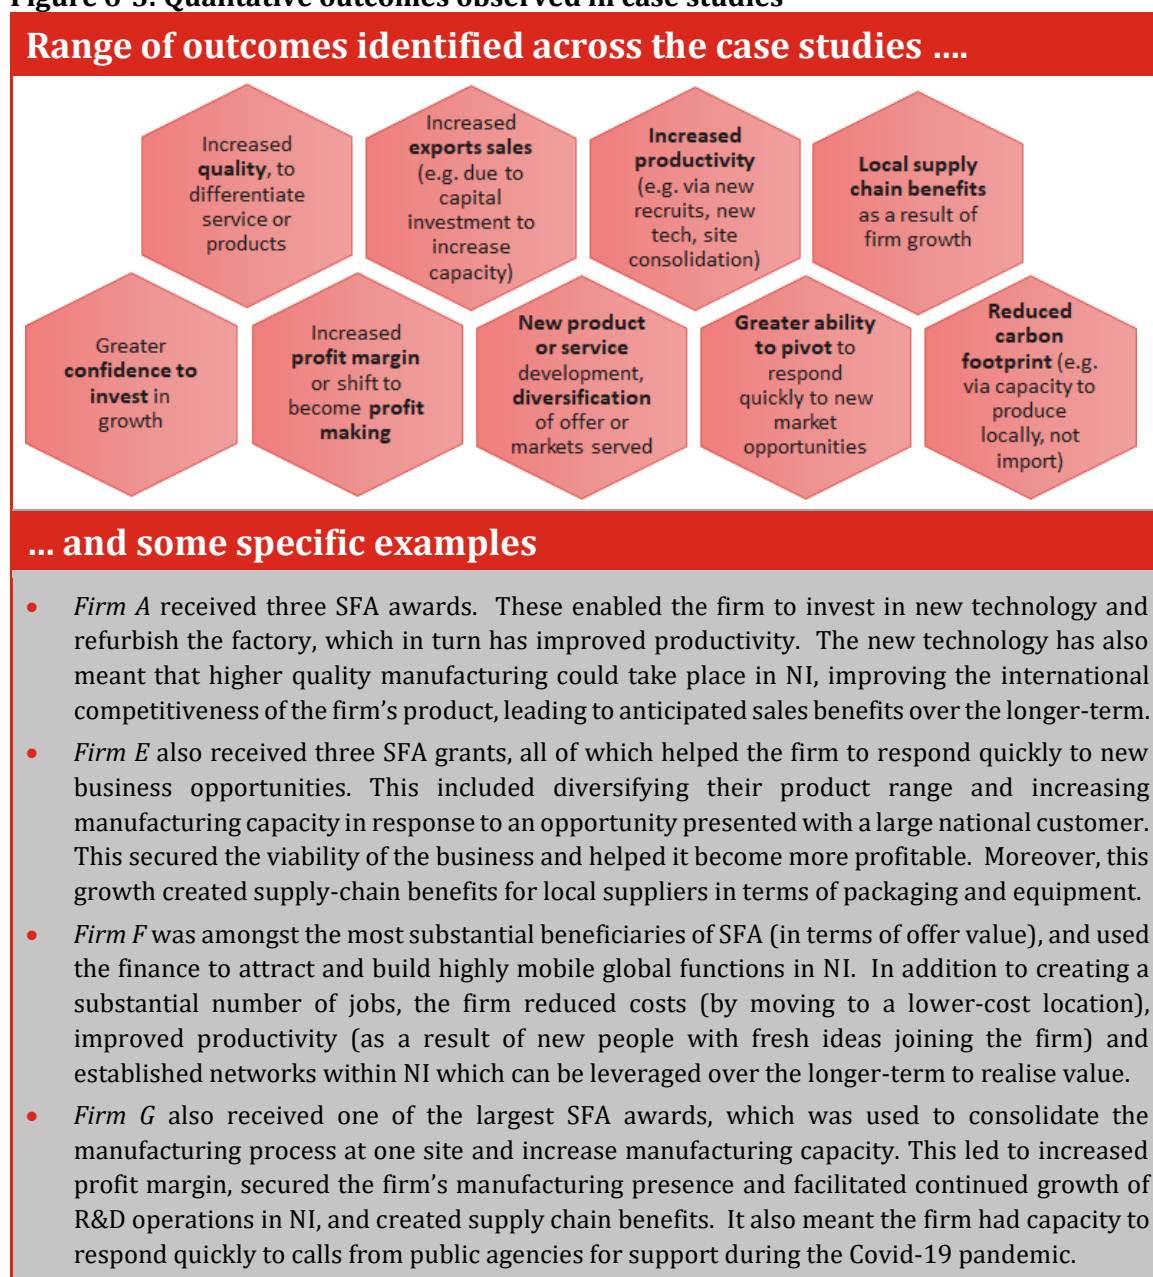 Figure 6-3: Qualitative outcomes observed in case studies
Range of outcomes identified across the case studies ....
Increased
quality, to
differentiate
service or
products
Increased
exports sales
(e.g. due to
capital
investment to
increase
capacity)
Increased
productivity
(e.g. via new
recruits, new
tech, site
consolidation)
Local supply
chain benefits
as a result of
firm growth
Greater
confidence to
invest in
growth
Increased
profit margin
or shift to
become profit
making
New product
or service
development,
diversification
of offer or
markets served
Greater ability
to pivot to
respond
quickly to new
market
opportunities
Reduced
carbon
footprint (e.g.
via capacity to
produce
locally, not
import)
... and some specific examples
• Firm A received three SFA awards. These enabled the firm to invest in new technology and
refurbish the factory, which in turn has improved productivity. The new technology has also
meant that higher quality manufacturing could take place in NI, improving the international
competitiveness of the firm's product, leading to anticipated sales benefits over the longer-term.
• Firm E also received three SFA grants, all of which helped the firm to respond quickly to new
business opportunities. This included diversifying their product range and increasing
manufacturing capacity in response to an opportunity presented with a large national customer.
This secured the viability of the business and helped it become more profitable. Moreover, this
growth created supply-chain benefits for local suppliers in terms of packaging and equipment.
• Firm F was amongst the most substantial beneficiaries of SFA (in terms of offer value), and used
the finance to attract and build highly mobile global functions in NI. In addition to creating a
substantial number of jobs, the firm reduced costs (by moving to a lower-cost location),
improved productivity (as a result of new people with fresh ideas joining the firm) and
established networks within NI which can be leveraged over the longer-term to realise value.
• Firm G also received one of the largest SFA awards, which was used to consolidate the
manufacturing process at one site and increase manufacturing capacity. This led to increased
profit margin, secured the firm's manufacturing presence and facilitated continued growth of
R&D operations in NI, and created supply chain benefits. It also meant the firm had capacity to
respond quickly to calls from public agencies for support during the Covid-19 pandemic.